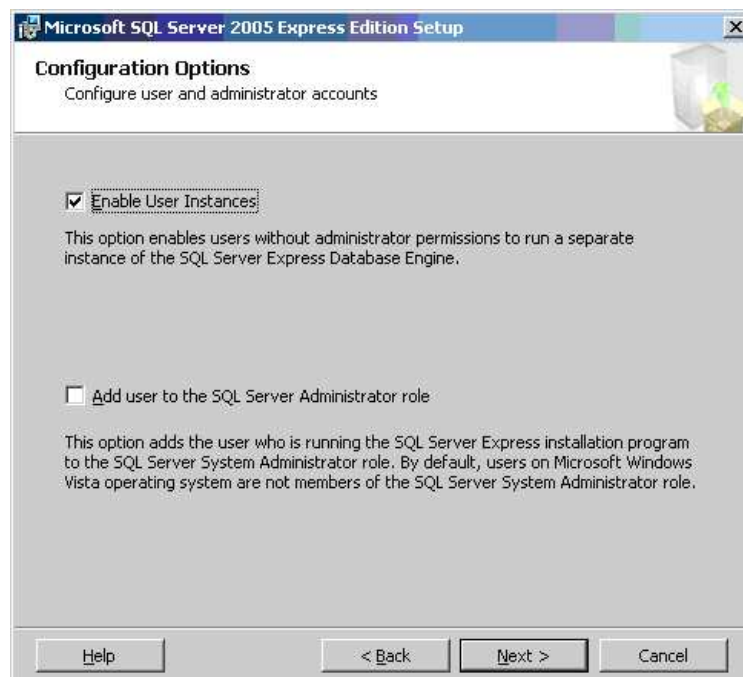 Microsoft SQL Server 2005 Express Edition Setup
Configuration Options
Configure user and administrator accounts
Enable User Instances
This option enables users without administrator permissions to run a separate
instance of the SQL Server Express Database Engine.
Add user to the SQL Server Administrator role
This option adds the user who is running the SQL Server Express installation program
to the SQL Server System Administrator role. By default, users on Microsoft Windows
Vista operating system are not members of the SQL Server System Administrator role.
Help
< Back
Next >
Cancel